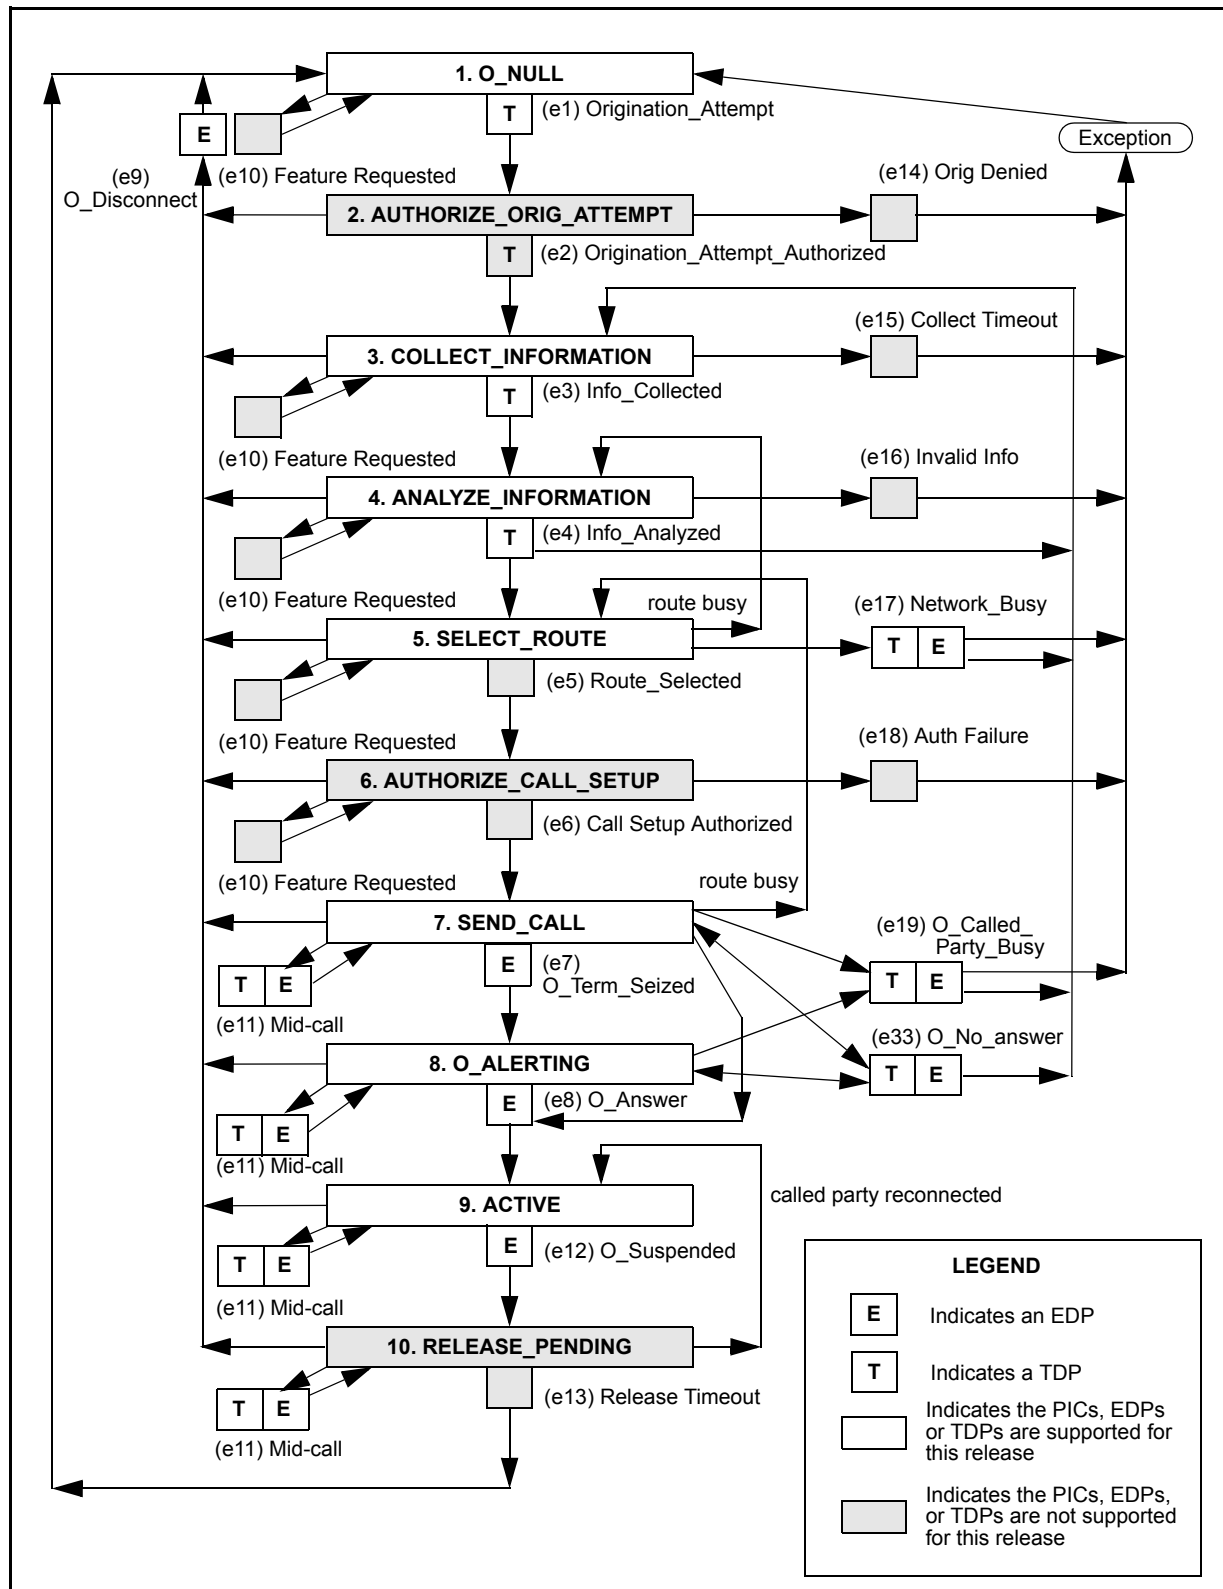 1. O_NULL
T
(e1) Origination_Attempt
E
Exception
(e9)
O_Disconnect
(e10) Feature Requested
(e14) Orig Denied
2. AUTHORIZE_ORIG_ATTEMPT
T
(e2) Origination_Attempt_Authorized
(e15) Collect Timeout
3. COLLECT_INFORMATION
T
(e3) Info_Collected
(e10) Feature Requested
(e16) Invalid Info
4. ANALYZE_INFORMATION
T
(e4) Info_Analyzed
(e10) Feature Requested
route busy
(e17) Network_Busy
5. SELECT_ROUTE
T E
(e5) Route_Selected
(e10) Feature Requested
(e18) Auth Failure
6. AUTHORIZE_CALL_SETUP
(e6) Call Setup Authorized
(e10) Feature Requested
route busy
7. SEND_CALL
(e19) O_Called_
Party_Busy
E
(e7)
O_Term_Seized
T E
T E
(e11) Mid-call
(e33) O_No_answer
8. O_ALERTING
T E
E
(e8) O_Answer
T E
(e11) Mid-call
9. ACTIVE
called party reconnected
E
(e12) O_Suspended
T E
(e11) Mid-call
10. RELEASE_PENDING
(e13) Release Timeout
T E
(e11) Mid-call
LEGEND
E
Indicates an EDP
T
Indicates a TDP
Indicates the PICs, EDPs
or TDPs are supported for
this release
Indicates the PICs, EDPs,
or TDPs are not supported
for this release